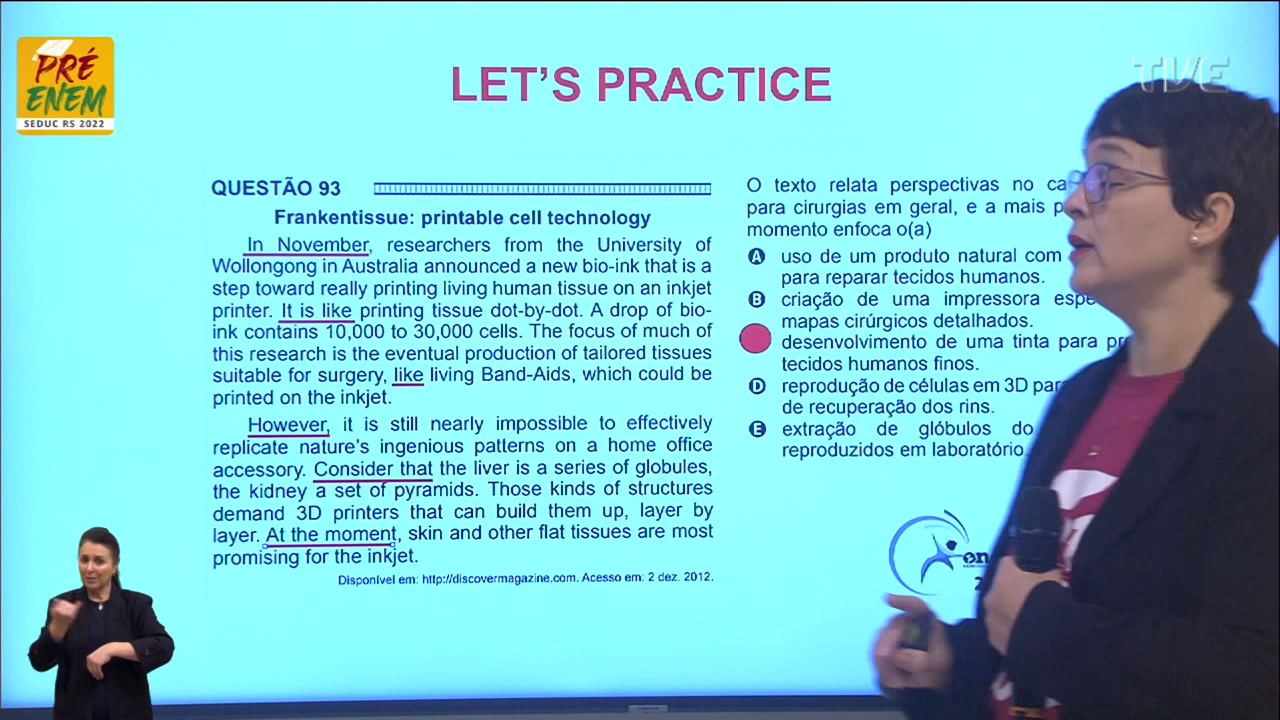 PRÉ
ENEM
SEDUC RS 2022
TVE
LET'S PRACTICE
QUESTÃO 93
Frankentissue: printable cell technology
In November, researchers from the University of
Wollongong in Australia announced a new bio-ink that is a
step toward really printing living human tissue on an inkjet
printer. It is like printing tissue dot-by-dot. A drop of bio-
ink contains 10,000 to 30,000 cells. The focus of much of
this research is the eventual production of tailored tissues
suitable for surgery, like living Band-Aids, which could be
printed on the inkjet.
However, it is still nearly impossible to effectively
replicate nature's ingenious patterns on a home office
accessory. Consider that the liver is a series of globules,
the kidney a set of pyramids. Those kinds of structures
demand 3D printers that can build them up, layer by
layer. At the moment, skin and other flat tissues are most
promising for the inkjet.
Disponível em: http://discovermagazine.com. Acesso em: 2 dez. 2012.
O texto relata perspectivas no
para cirurgias em geral, e a mais
momento enfoca o(a)
A uso de um produto natural com
para reparar tecidos humanos.
B criação de uma impressora
mapas cirúrgicos detalhados.
desenvolvimento de uma tinta para
tecidos humanos finos.
D reprodução de células em 3D
de recuperação dos rins.
E extração de glóbulos do
reproduzidos em laboratório